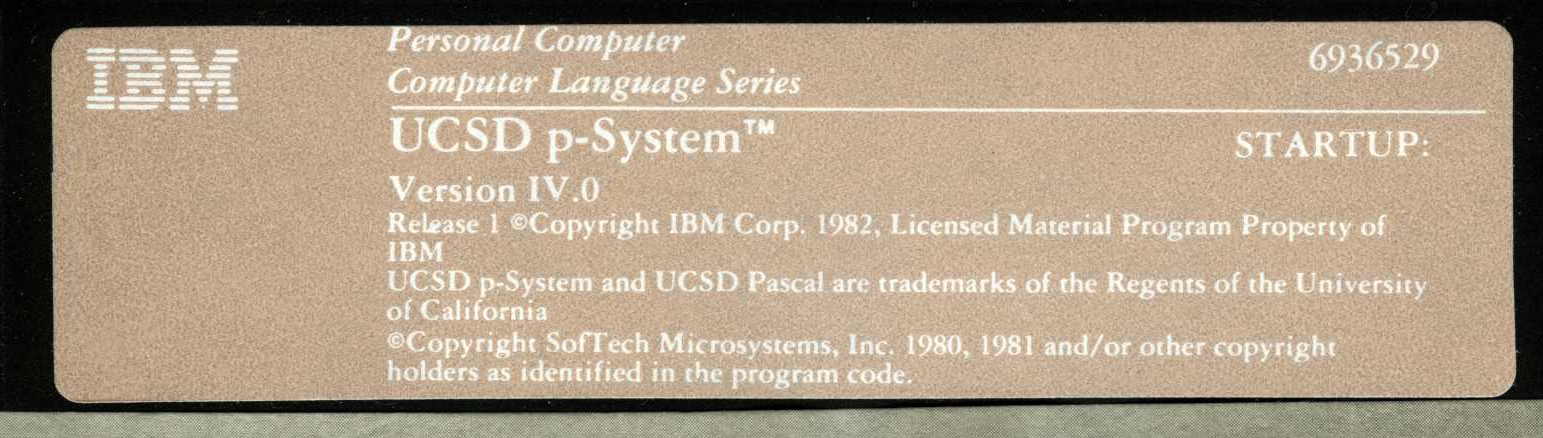 IBM
Personal Computer
Computer Language Series
6936529
UCSD p-System™
STARTUP:
Version IV.0
Release 1 ©Copyright IBM Corp. 1982, Licensed Material Program Property of
IBM
UCSD p-System and UCSD Pascal are trademarks of the Regents of the University
of California
©Copyright SofTech Microsystems, Inc. 1980, 1981 and/or other copyright
holders as identified in the program code.